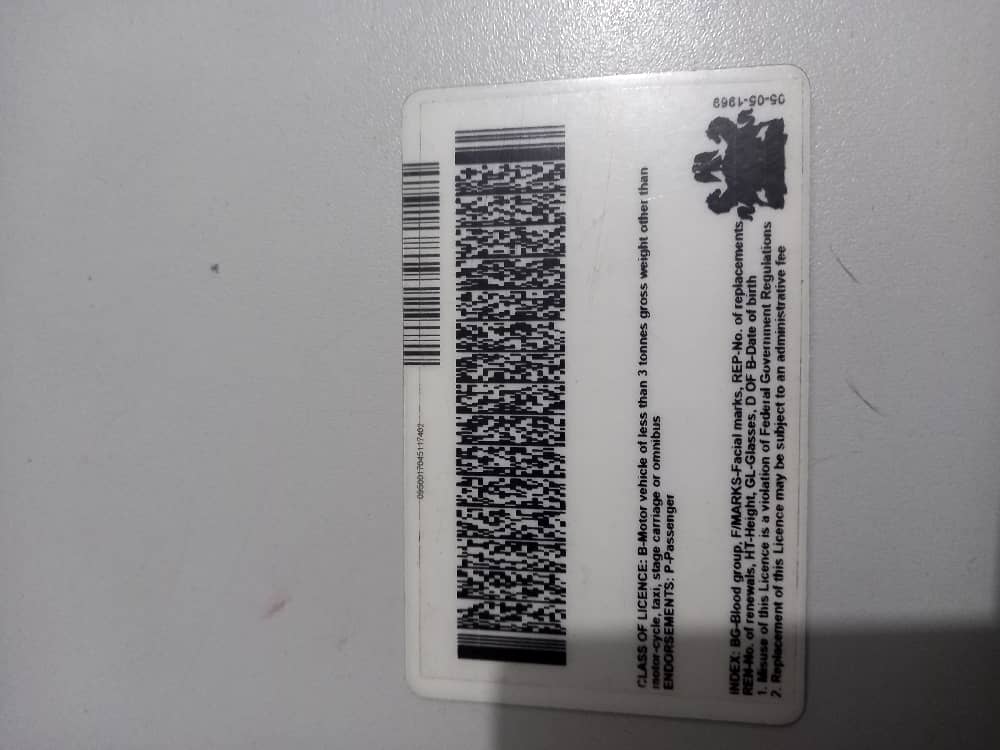 0950017045117402
CLASS OF LICENCE: B-Motor vehicle of less than 3 tonnes gross weight other than
motor-cycle, taxi, stage carriage or omnibus
ENDORSEMENTS: P-Passenger
05-05-1969
INDEX: BG-Blood group, F/MARKS-Facial marks, REP-No. of replacements
REN-No. of renewals, HT-Height, GL-Glasses, D OF B-Date of birth
1. Misuse of this Licence is a violation of Federal Government Regulations
2. Replacement of this Licence may be subject to an administrative fee